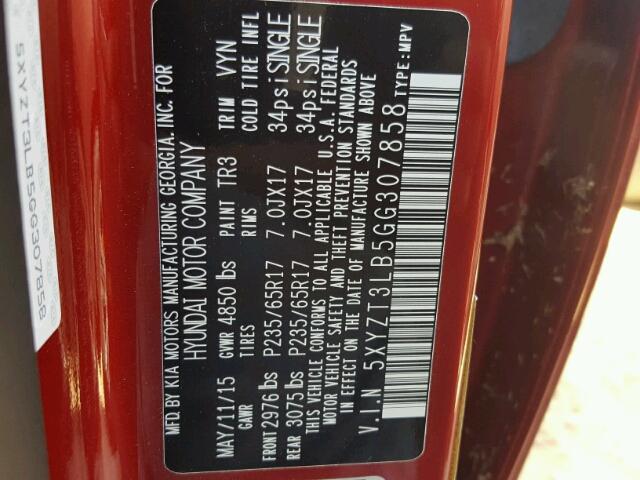 5XYZT3LB5GG307858
MFD. BY KIA MOTORS MANUFACTURING GEORGIA. INC. FOR
HYUNDAI MOTOR COMPANY
MAY/11/15 GVWR 4850 lbs PAINT TR3 TRIM VYN
GAWR TIRES RIMS COLD TIRE INFL
FRONT 2976 lbs P235/65R17 7.0JX17 34psi SINGLE
REAR 3075 lbs P235/65R17 7.0JX17 34psi SINGLE
THIS VEHICLE CONFORMS TO ALL APPLICABLE U.S.A. FEDERAL
MOTOR VEHICLE SAFETY AND THEFT PREVENTION STANDARDS
IN EFFECT ON THE DATE OF MANUFACTURE SHOWN ABOVE
V.I.N 5XYZT3LB5GG307858 TYPE: MPV